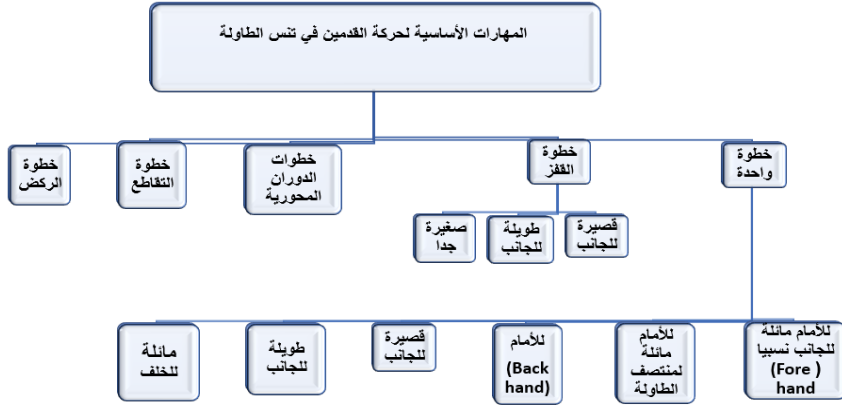 المهارات الأساسية لحركة القدمين في تنس الطاولة
خطوة
واحدة
خطوة
القفز
خطوات
الدوران
المحورية
خطوة
التقاطع
خطوة
الركض
قصيرة
للجانب
طويلة
للجانب
صغيرة
جدا
للأمام مائلة
للجانب نسبيا
(Fore )
hand
للأمام
مائلة
لمنتصف
الطاولة
للأمام
(Back
hand)
قصيرة
للجانب
طويلة
للجانب
مائلة
للخلف